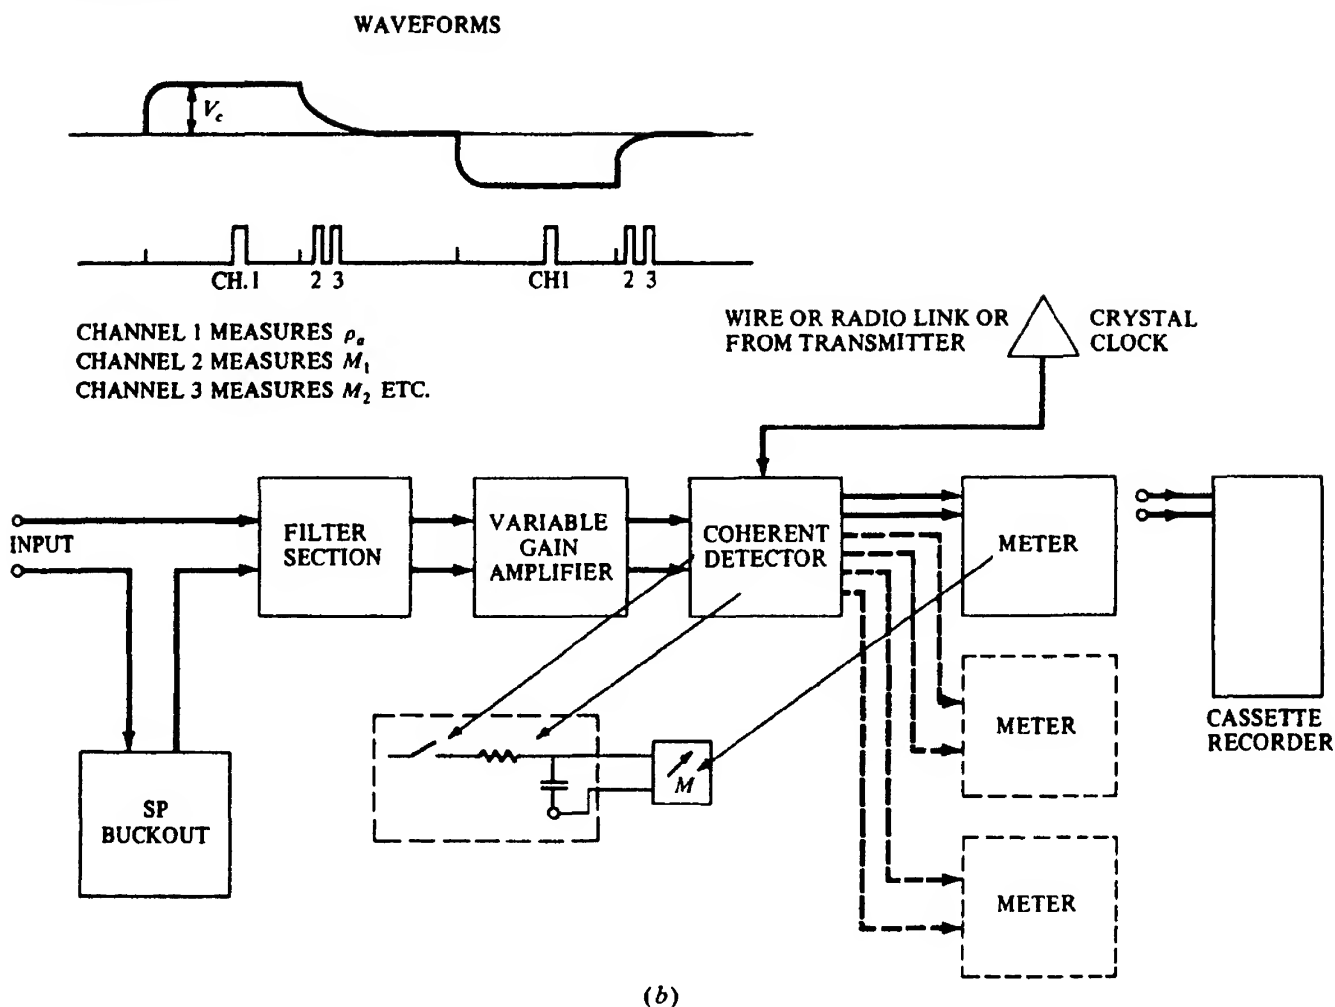 WAVEFORMS
V_c
CH.1 2 3 CH1 2 3
CHANNEL 1 MEASURES ρ_a
CHANNEL 2 MEASURES M_1
CHANNEL 3 MEASURES M_2 ETC.
WIRE OR RADIO LINK OR
FROM TRANSMITTER
CRYSTAL
CLOCK
INPUT
FILTER
SECTION
VARIABLE
GAIN
AMPLIFIER
COHERENT
DETECTOR
METER
CASSETTE
RECORDER
METER
METER
M
SP
BUCKOUT
(b)